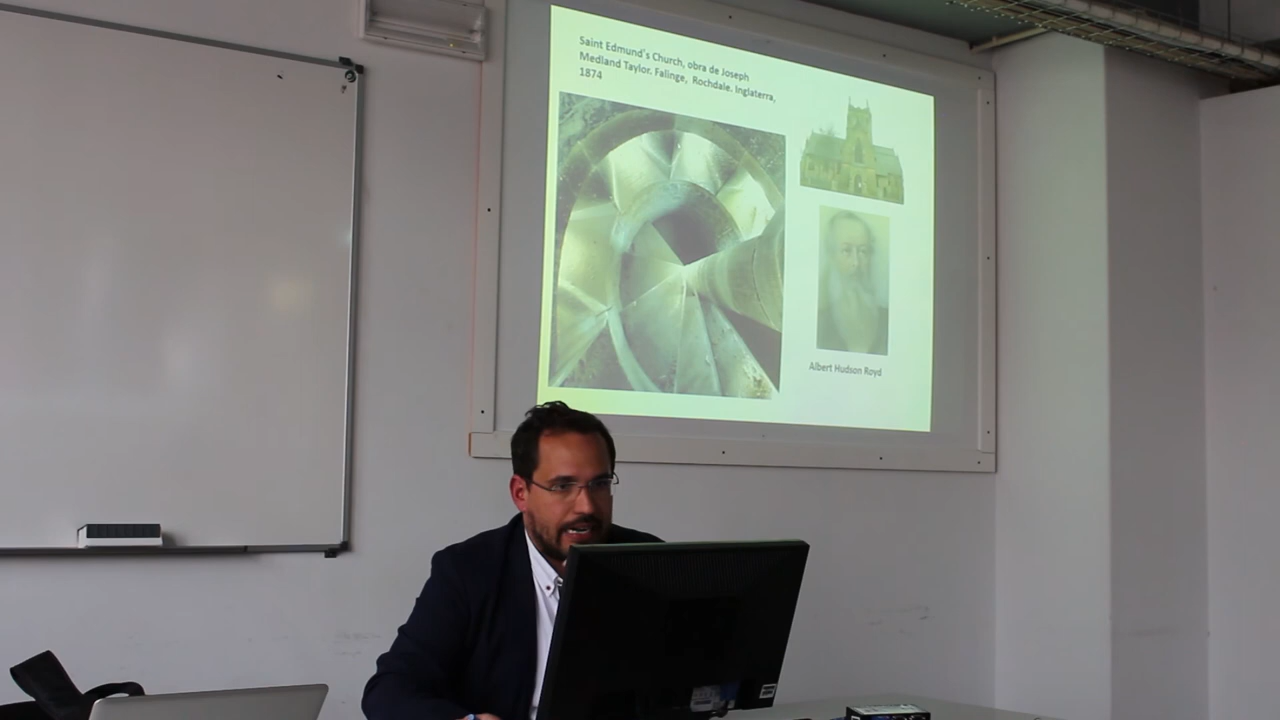 Saint Edmund's Church, obra de Joseph
Medland Taylor. Falinge, Rochdale. Inglaterra,
1874
Albert Hudson Royd